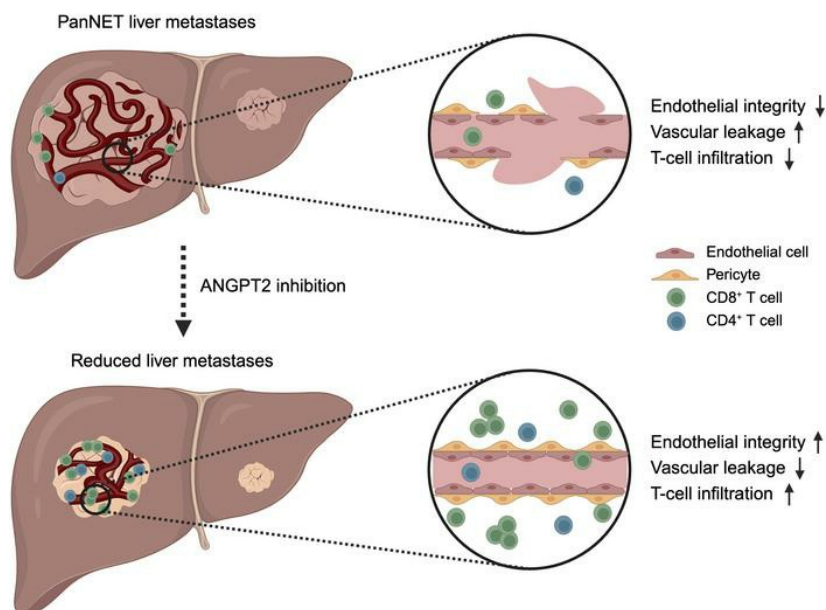 PanNET liver metastases
Endothelial integrity ↓
Vascular leakage ↑
T-cell infiltration ↓
Endothelial cell
Pericyte
CD8⁺ T cell
CD4⁺ T cell
ANGPT2 inhibition
Reduced liver metastases
Endothelial integrity ↑
Vascular leakage ↓
T-cell infiltration ↑